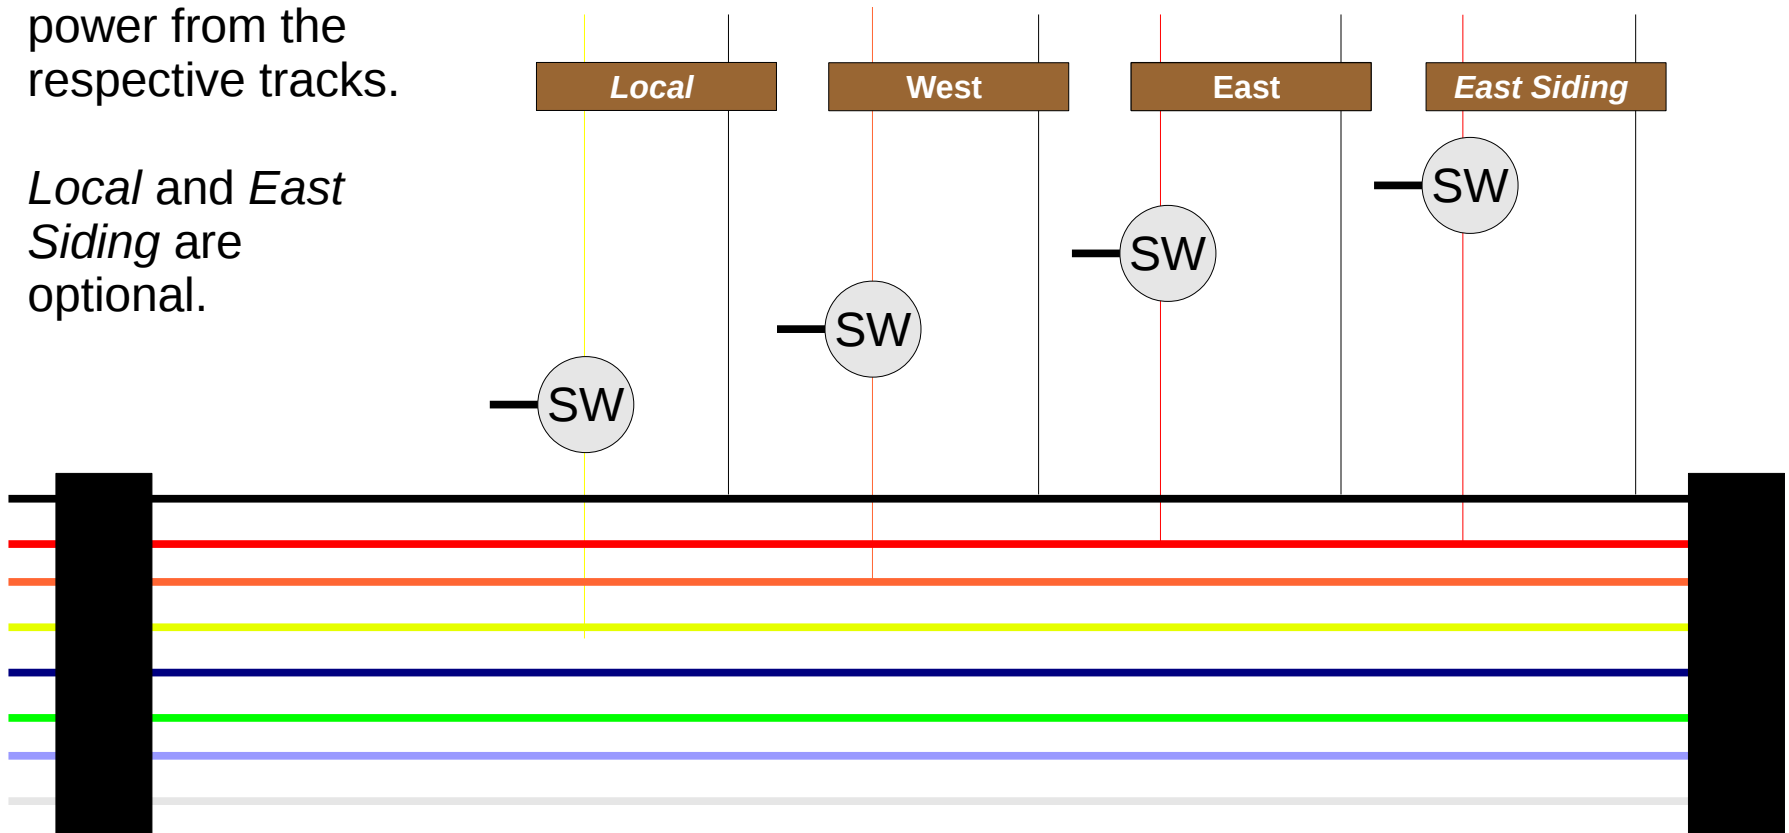 power from the
respective tracks.
Local and East
Siding are
optional.
Local
West
East
East Siding
SW
SW
SW
SW